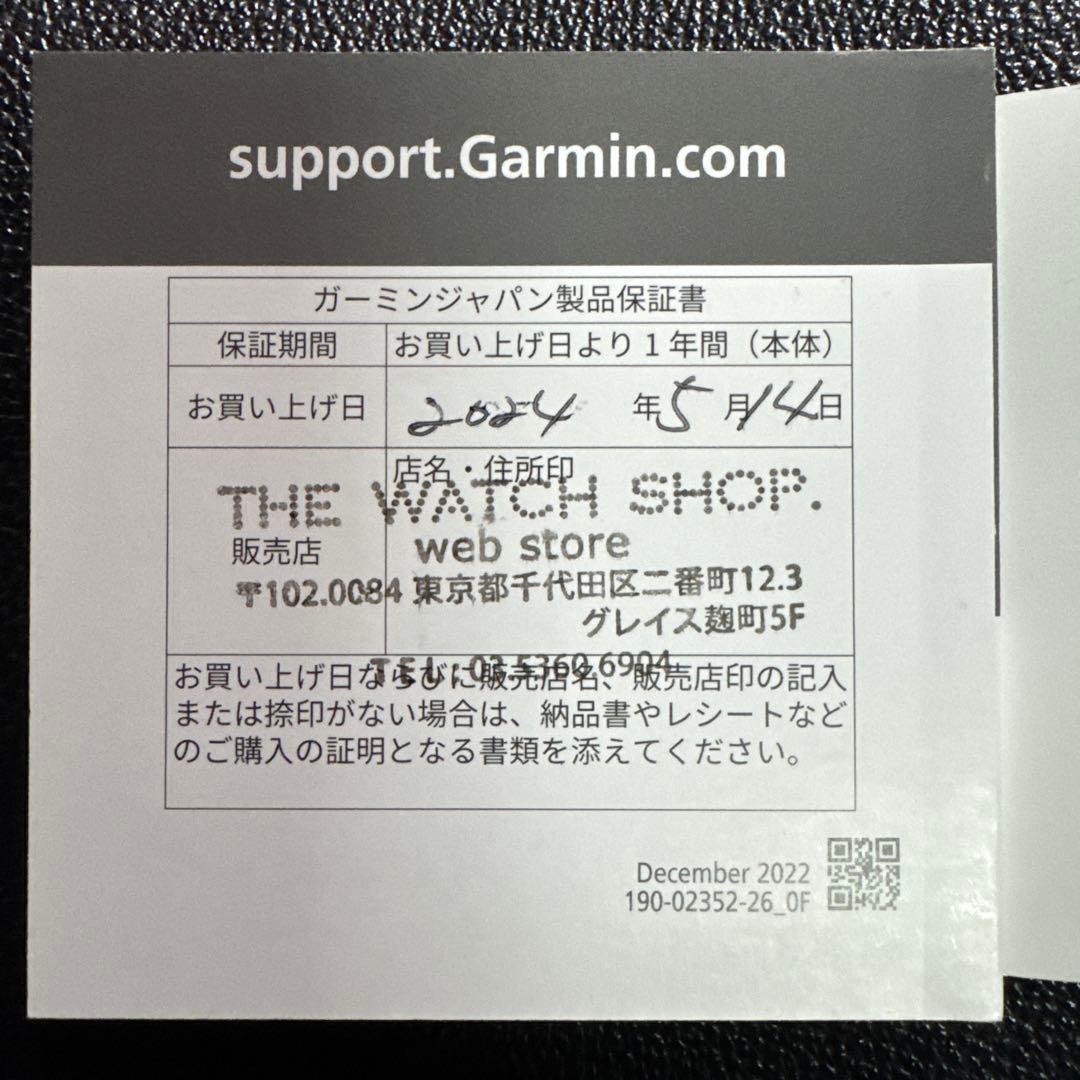 support.Garmin.com
ガーミンジャパン製品保証書
保証期間 お買い上げ日より1年間（本体）
お買い上げ日 2024 年 5 月 14 日
店名・住所印
THE WATCH SHOP.
販売店 web store
〒102.0084 東京都千代田区二番町12.3
グレイス麹町5F
TEL:03.5360.6904
お買い上げ日ならびに販売店名、販売店印の記入
または捺印がない場合は、納品書やレシートなど
のご購入の証明となる書類を添えてください。
December 2022
190-02352-26_0F